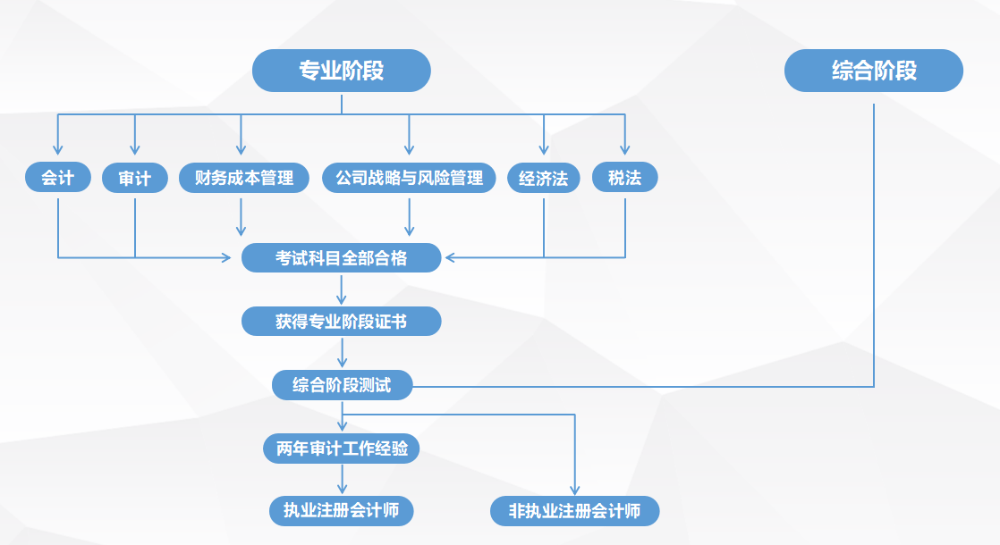 专业阶段
综合阶段
会计
审计
财务成本管理
公司战略与风险管理
经济法
税法
考试科目全部合格
获得专业阶段证书
综合阶段测试
两年审计工作经验
执业注册会计师
非执业注册会计师